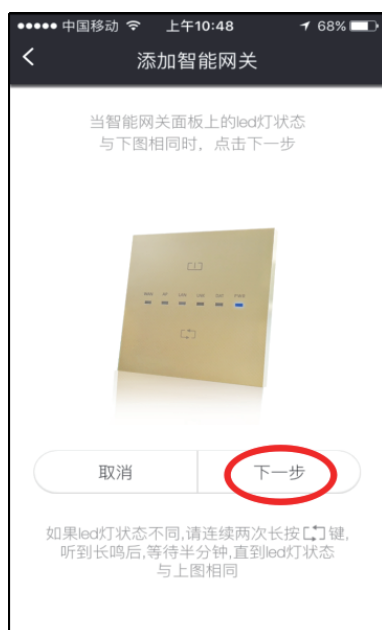 中国移动 上午10:48 68%
添加智能网关
当智能网关面板上的led灯状态
与下图相同时，点击下一步
取消 下一步
如果led灯状态不同,请连续两次长按键,
听到长鸣后,等待半分钟,直到led灯状态
与上图相同